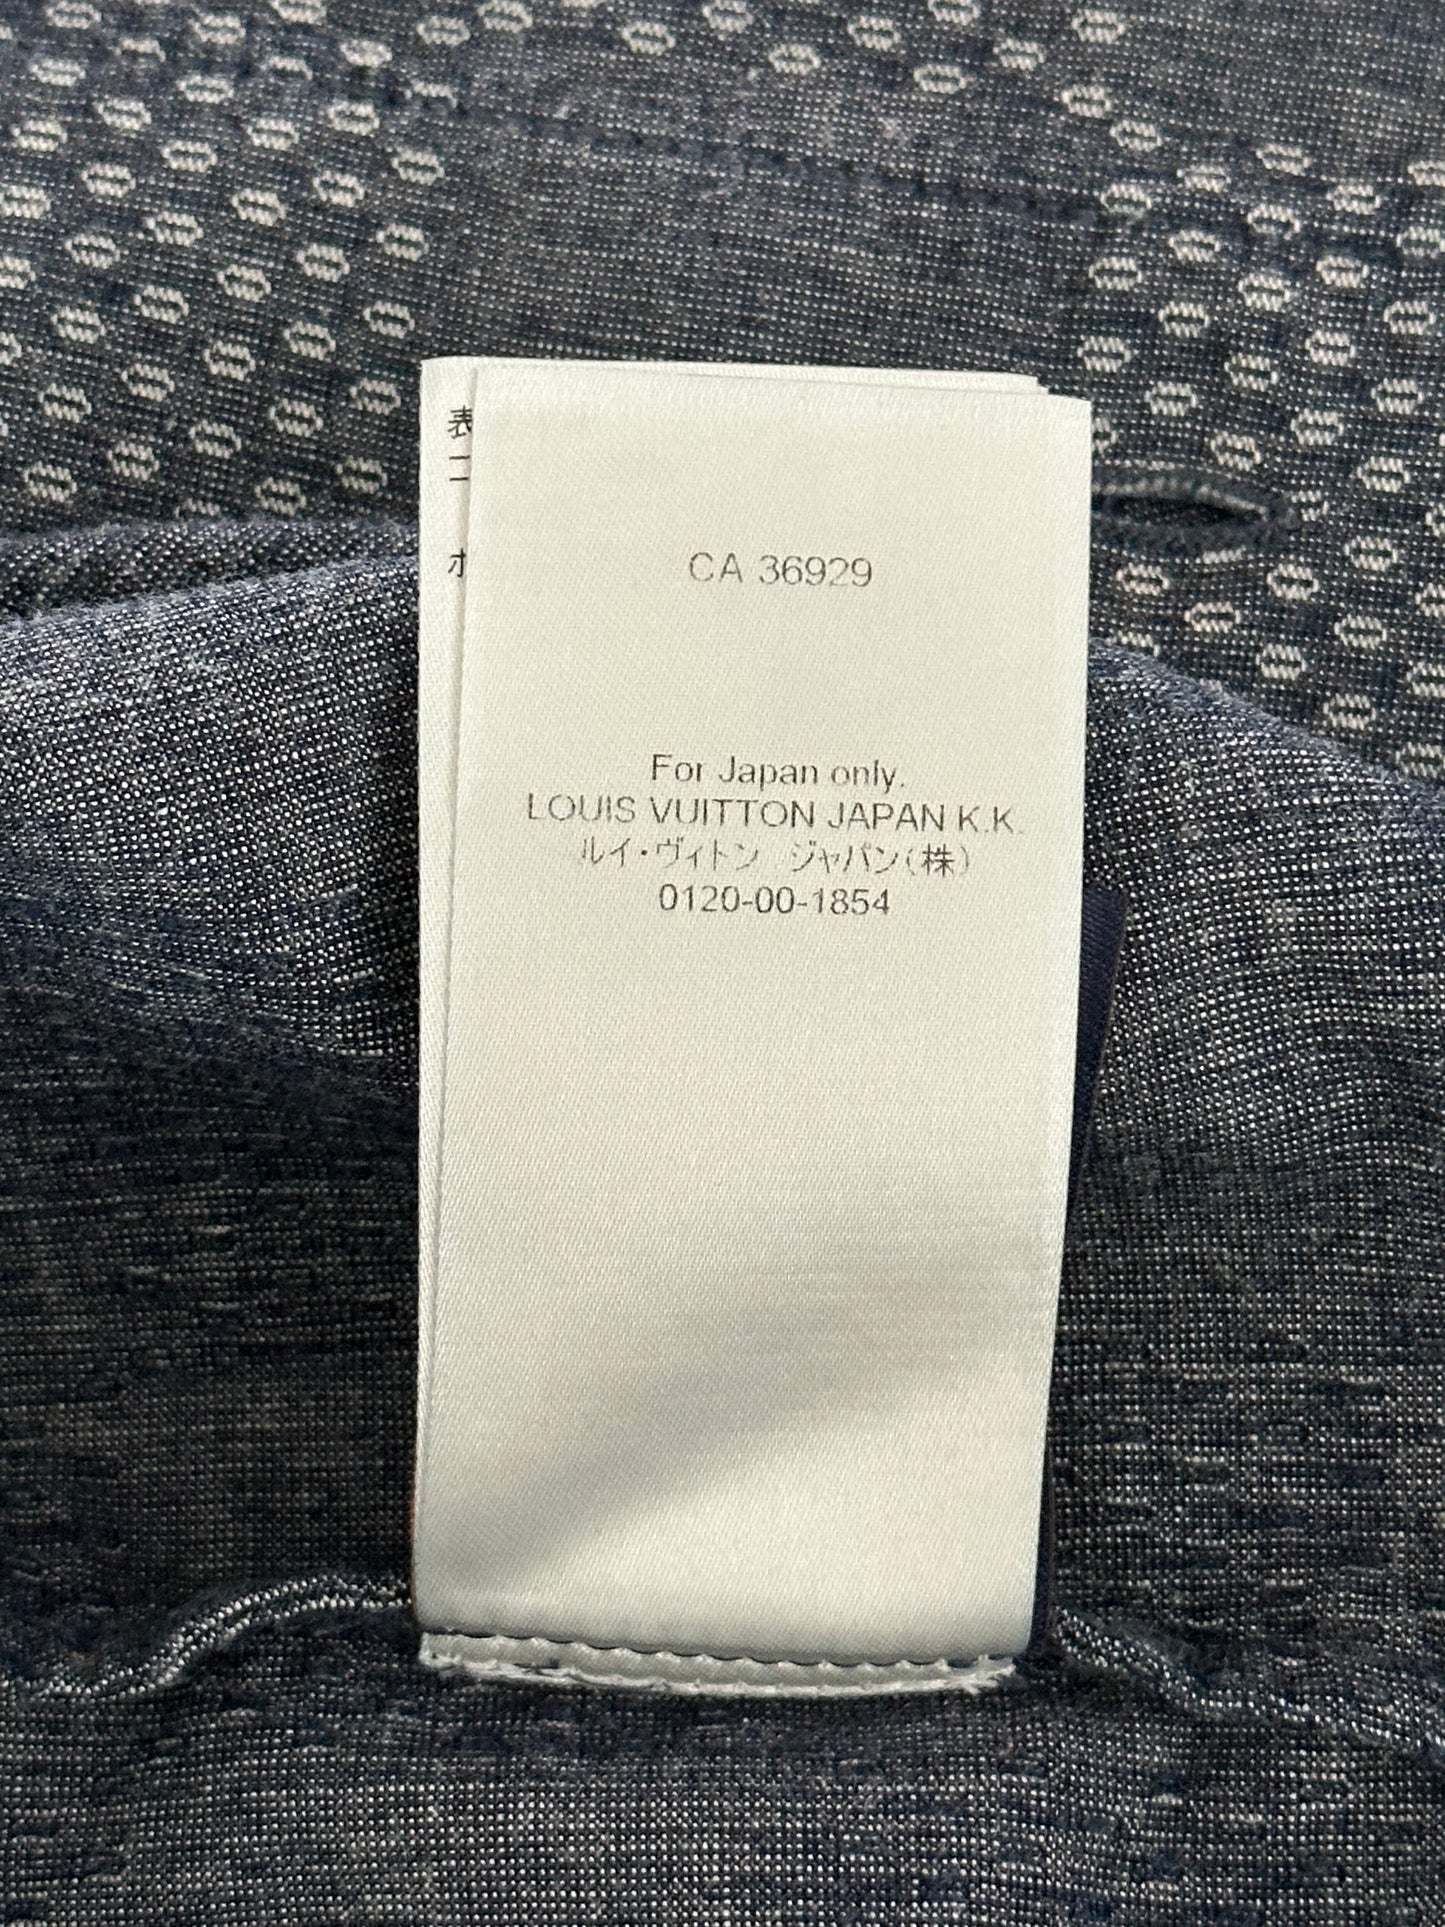 表
CA 36929
For Japan only.
LOUIS VUITTON JAPAN K.K.
ルイ・ヴィトン　ジャパン(株)
0120-00-1854